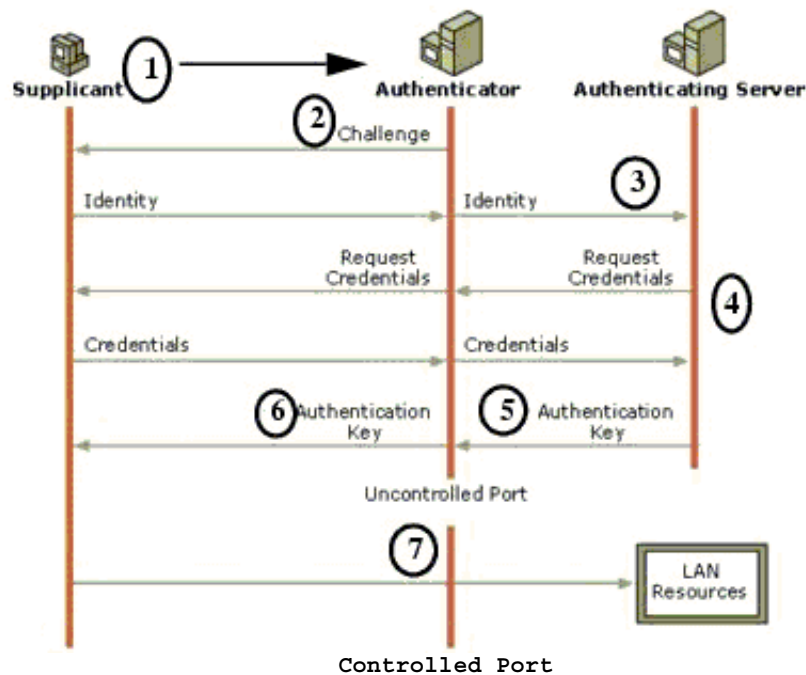 1
Supplicant
Authenticator
Authenticating Server
2
Challenge
3
Identity
Identity
Request
Credentials
Request
Credentials
4
Credentials
Credentials
6
Authentication
Key
5
Authentication
Key
Uncontrolled Port
7
LAN
Resources
Controlled Port